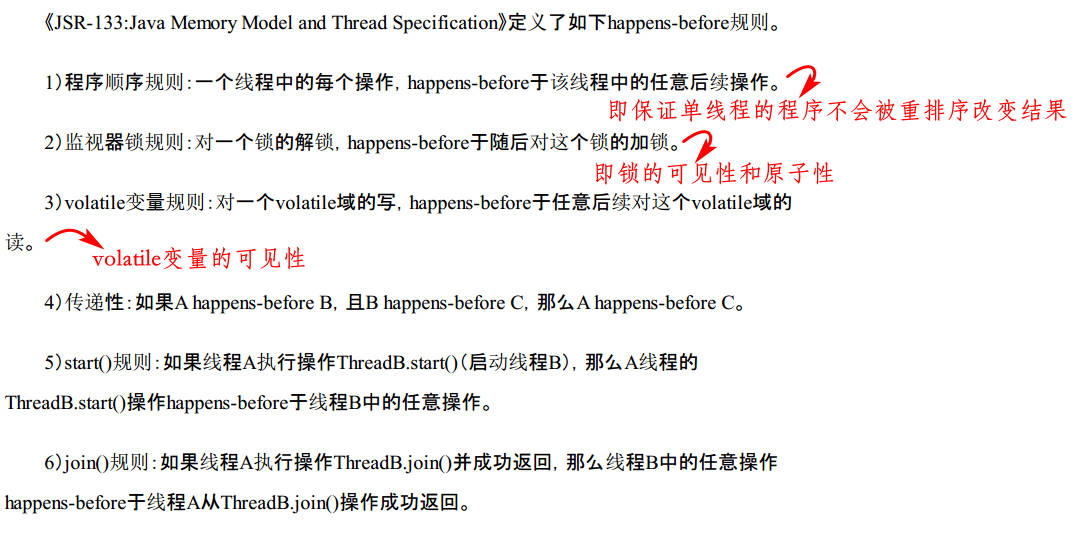 《JSR-133:Java Memory Model and Thread Specification》定义了如下happens-before规则。
1)程序顺序规则:一个线程中的每个操作, happens-before于该线程中的任意后续操作。
即保证单线程的程序不会被重排序改变结果
2)监视器锁规则:对一个锁的解锁, happens-before于随后对这个锁的加锁。
即锁的可见性和原子性
3)volatile变量规则:对一个volatile域的写, happens-before于任意后续对这个volatile域的
读。
volatile变量的可见性
4)传递性:如果A happens-before B, 且B happens-before C, 那么A happens-before C。
5)start()规则:如果线程A执行操作ThreadB.start()(启动线程B), 那么A线程的
ThreadB.start()操作happens-before于线程B中的任意操作。
6)join()规则:如果线程A执行操作ThreadB.join()并成功返回, 那么线程B中的任意操作
happens-before于线程A从ThreadB.join()操作成功返回。